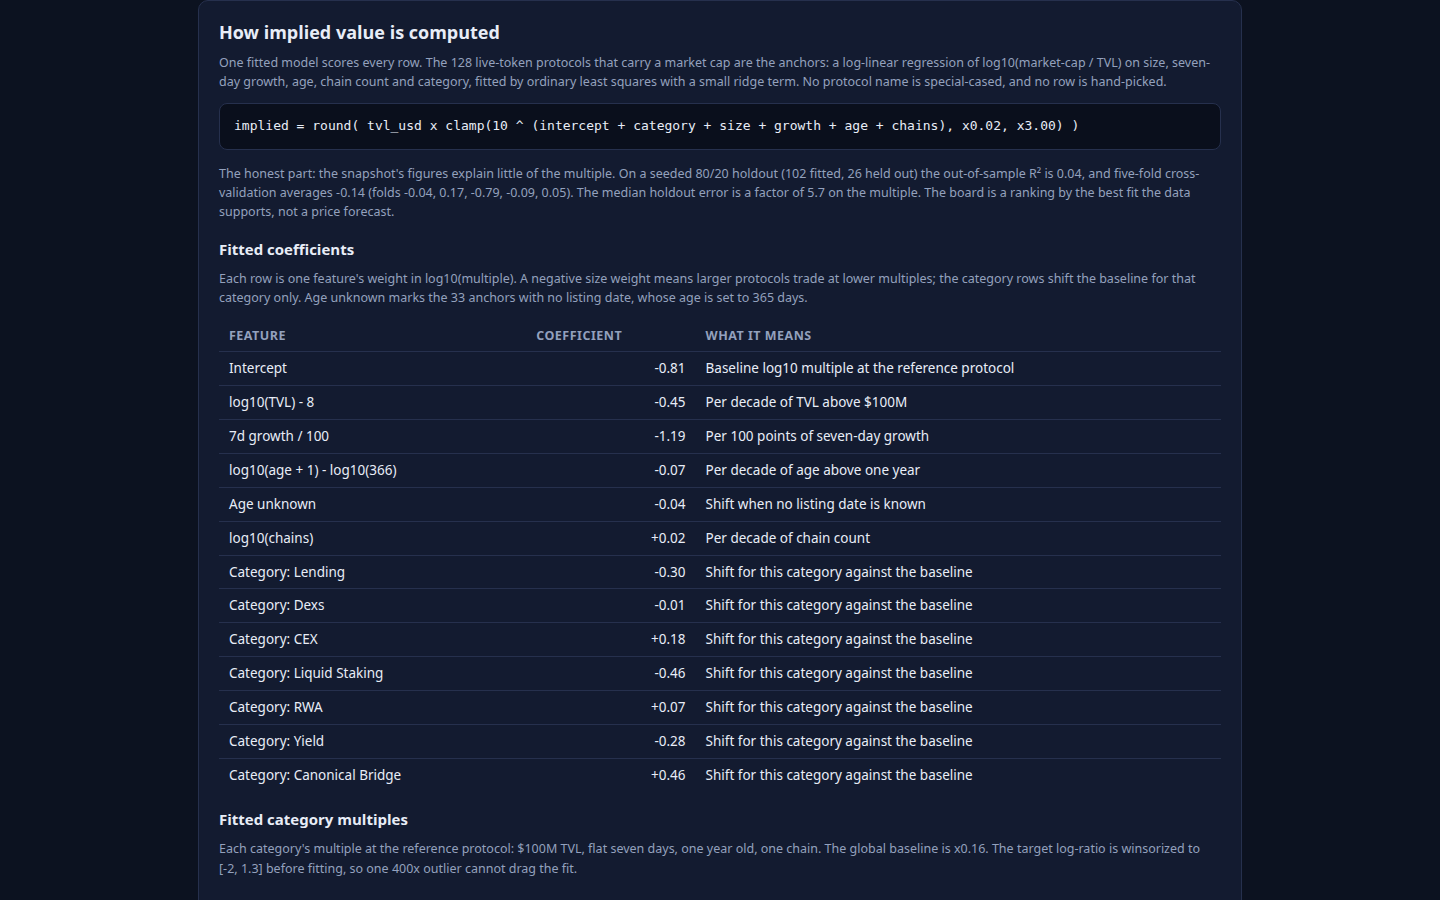 How implied value is computed
One fitted model scores every row. The 128 live-token protocols that carry a market cap are the anchors: a log-linear regression of log10(market-cap / TVL) on size, seven-
day growth, age, chain count and category, fitted by ordinary least squares with a small ridge term. No protocol name is special-cased, and no row is hand-picked.
implied = round( tvl_usd x clamp(10 ^ (intercept + category + size + growth + age + chains), x0.02, x3.00) )
The honest part: the snapshot's figures explain little of the multiple. On a seeded 80/20 holdout (102 fitted, 26 held out) the out-of-sample R² is 0.04, and five-fold cross-
validation averages -0.14 (folds -0.04, 0.17, -0.79, -0.09, 0.05). The median holdout error is a factor of 5.7 on the multiple. The board is a ranking by the best fit the data
supports, not a price forecast.
Fitted coefficients
Each row is one feature's weight in log10(multiple). A negative size weight means larger protocols trade at lower multiples; the category rows shift the baseline for that
category only. Age unknown marks the 33 anchors with no listing date, whose age is set to 365 days.
FEATURE COEFFICIENT WHAT IT MEANS
Intercept -0.81 Baseline log10 multiple at the reference protocol
log10(TVL) - 8 -0.45 Per decade of TVL above $100M
7d growth / 100 -1.19 Per 100 points of seven-day growth
log10(age + 1) - log10(366) -0.07 Per decade of age above one year
Age unknown -0.04 Shift when no listing date is known
log10(chains) +0.02 Per decade of chain count
Category: Lending -0.30 Shift for this category against the baseline
Category: Dexs -0.01 Shift for this category against the baseline
Category: CEX +0.18 Shift for this category against the baseline
Category: Liquid Staking -0.46 Shift for this category against the baseline
Category: RWA +0.07 Shift for this category against the baseline
Category: Yield -0.28 Shift for this category against the baseline
Category: Canonical Bridge +0.46 Shift for this category against the baseline
Fitted category multiples
Each category's multiple at the reference protocol: $100M TVL, flat seven days, one year old, one chain. The global baseline is x0.16. The target log-ratio is winsorized to
[-2, 1.3] before fitting, so one 400x outlier cannot drag the fit.